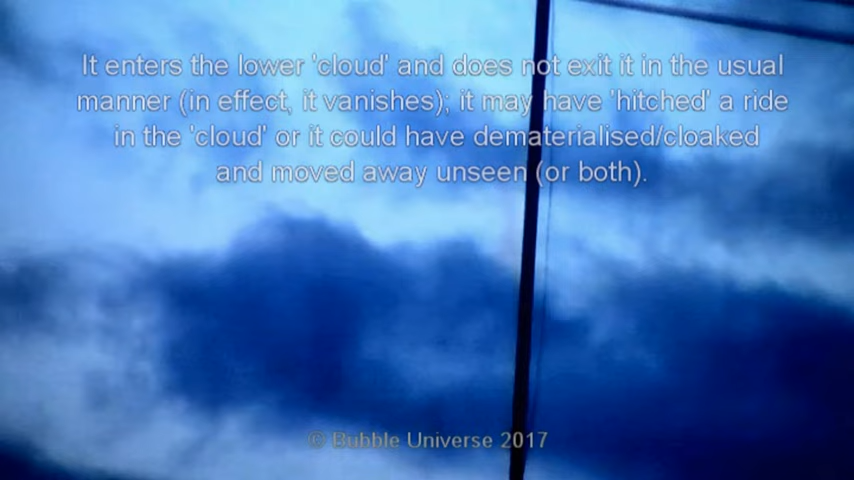 It enters the lower 'cloud' and does not exit it in the usual
manner (in effect, it vanishes); it may have 'hitched' a ride
in the 'cloud' or it could have dematerialised/cloaked
and moved away unseen (or both).
© Bubble Universe 2017